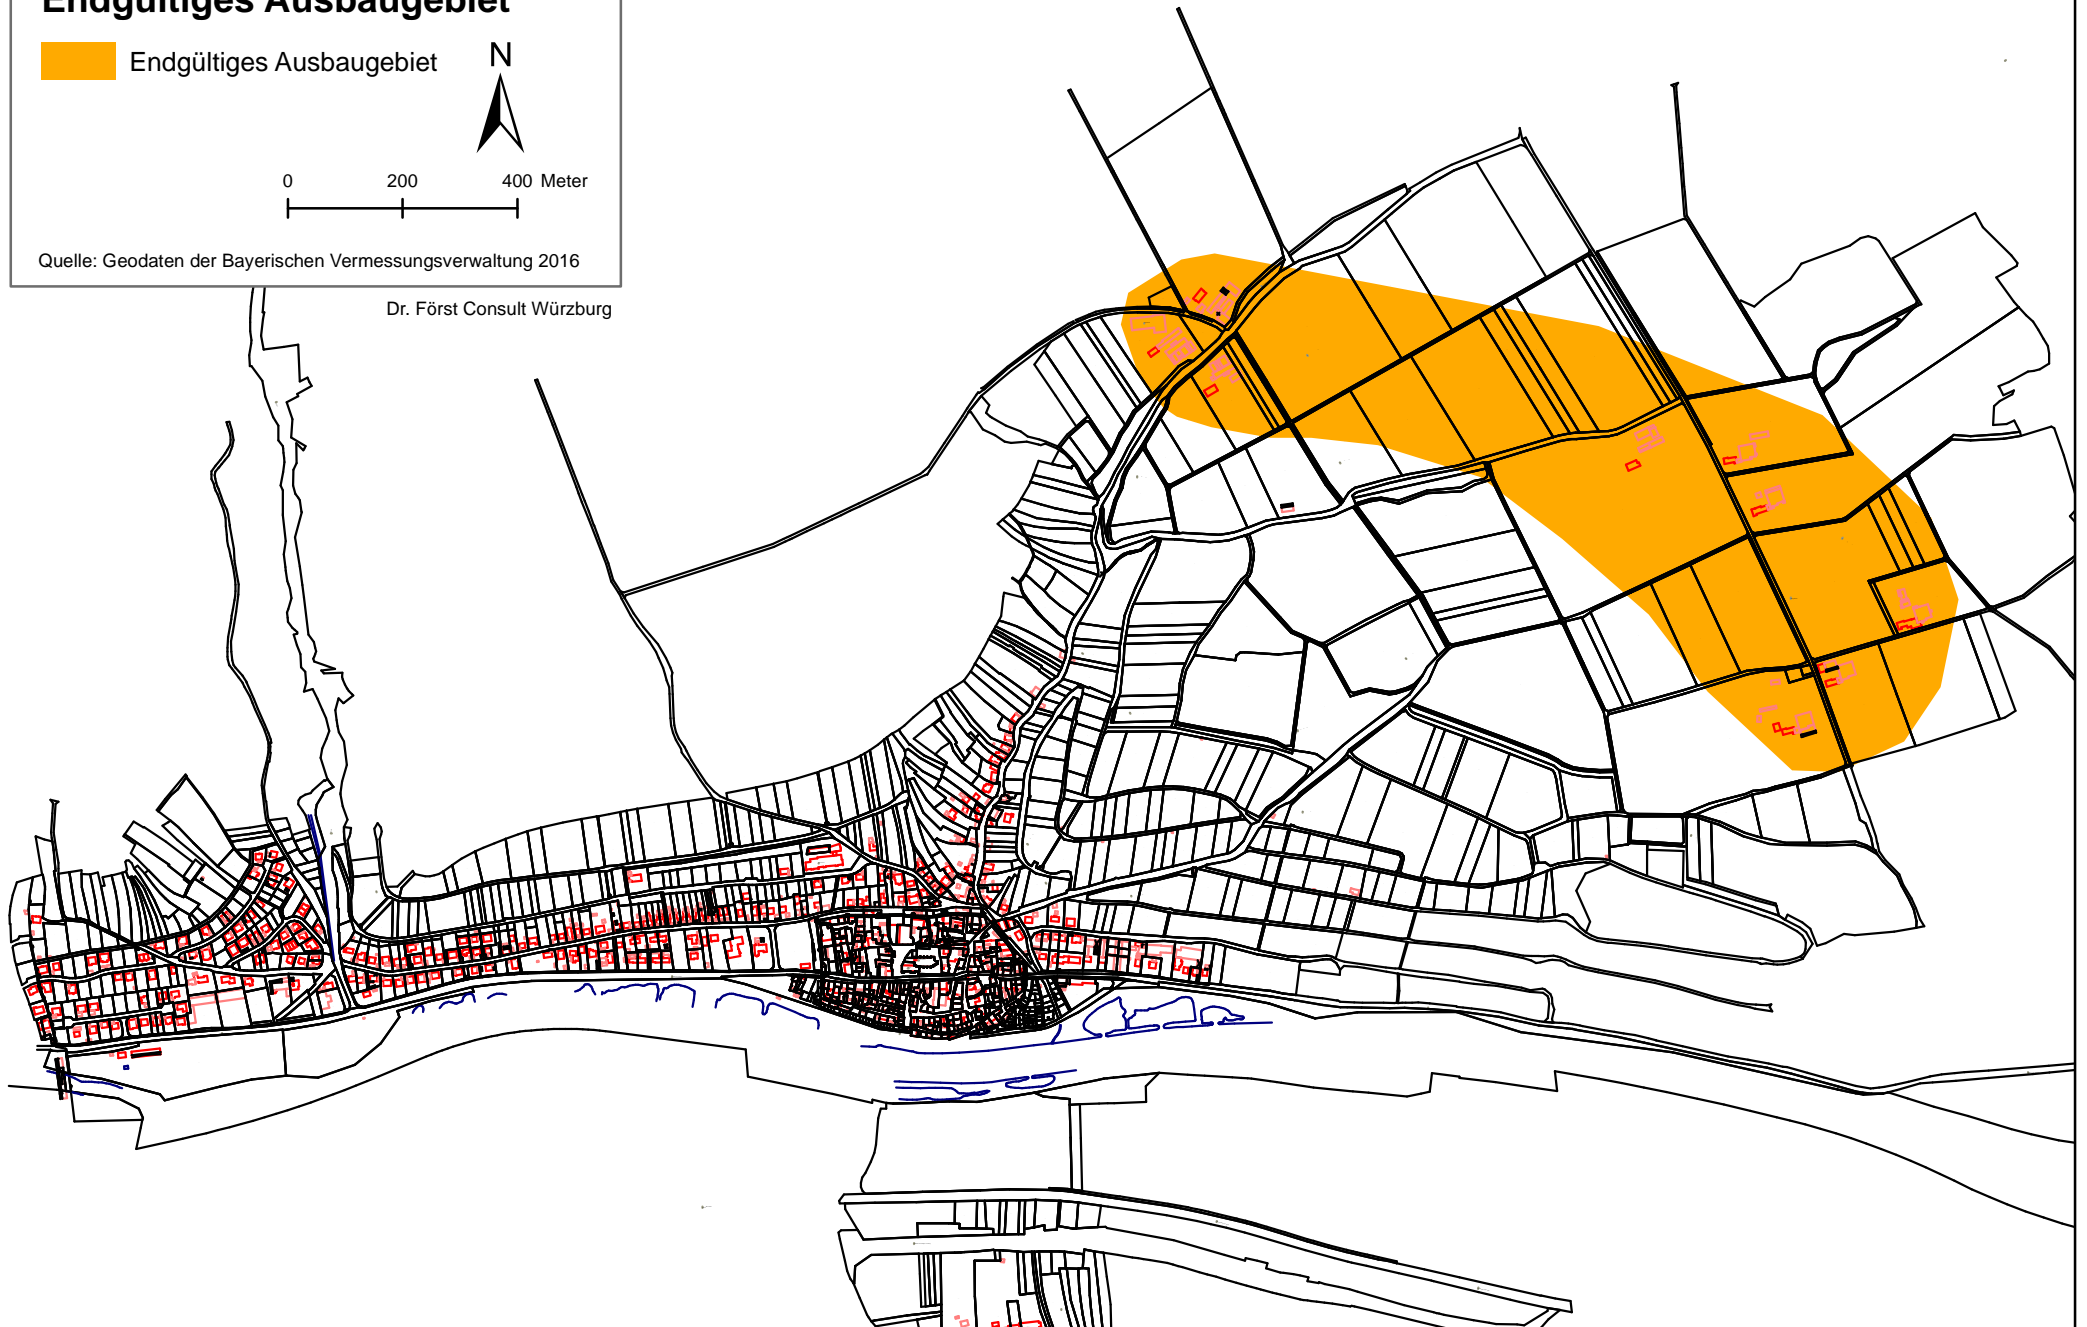 Endgültiges Ausbaugebiet
Endgültiges Ausbaugebiet
N
0 200 400 Meter
Quelle: Geodaten der Bayerischen Vermessungsverwaltung 2016
Dr. Först Consult Würzburg